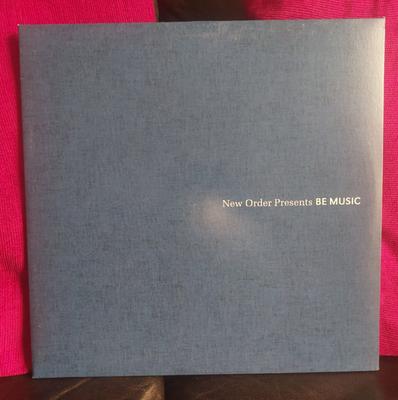 New Order Presents BE MUSIC